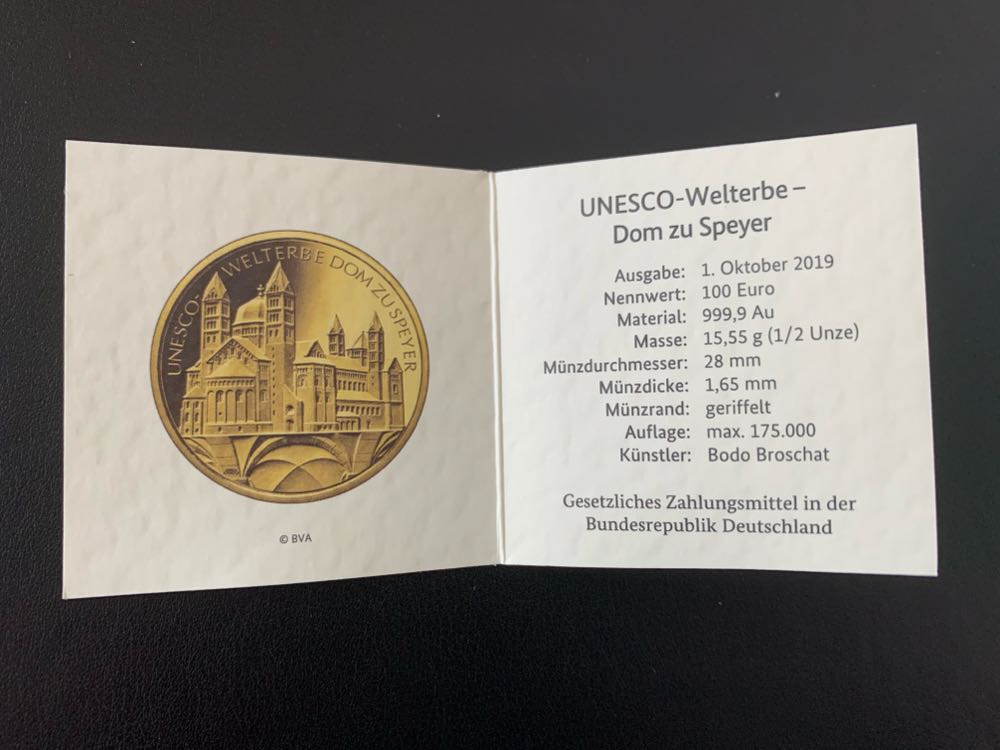 UNESCO-WELTERBE DOM ZU SPEYER
© BVA
UNESCO-Welterbe –
Dom zu Speyer
Ausgabe: 1. Oktober 2019
Nennwert: 100 Euro
Material: 999,9 Au
Masse: 15,55 g (1/2 Unze)
Münzdurchmesser: 28 mm
Münzdicke: 1,65 mm
Münzrand: geriffelt
Auflage: max. 175.000
Künstler: Bodo Broschat
Gesetzliches Zahlungsmittel in der
Bundesrepublik Deutschland